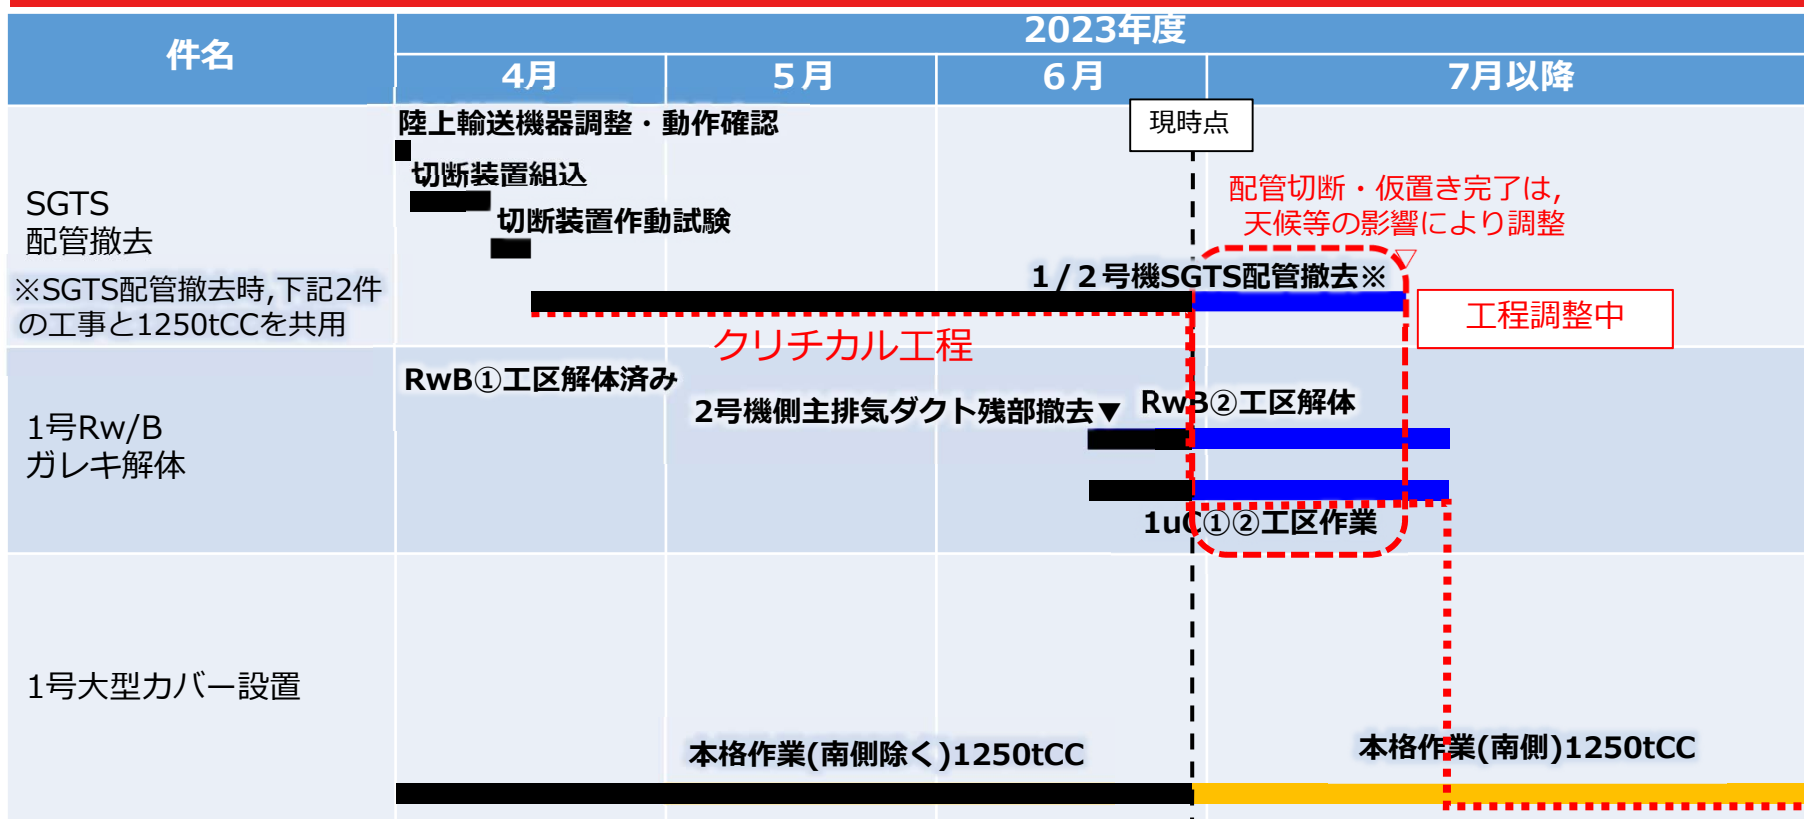 件名
2023年度
4月
５月
６月
7月以降
陸上輸送機器調整・動作確認
現時点
切断装置組込
切断装置作動試験
配管切断・仮置き完了は,
天候等の影響により調整
▽
SGTS
配管撤去
※SGTS配管撤去時,下記2件
の工事と1250tCCを共用
１/２号機SGTS配管撤去※
工程調整中
クリチカル工程
RwB①工区解体済み
2号機側主排気ダクト残部撤去▼
RwB②工区解体
1号Rw/B
ガレキ解体
1uC①②工区作業
1号大型カバー設置
本格作業(南側除く)1250tCC
本格作業(南側)1250tCC